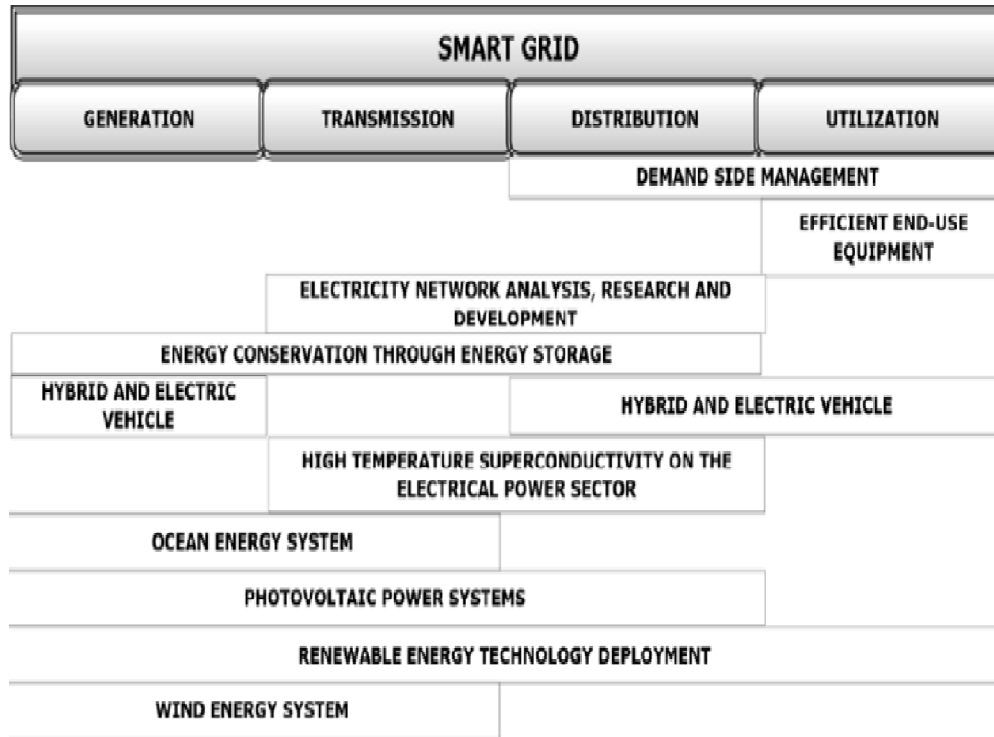 SMART GRID
GENERATION
TRANSMISSION
DISTRIBUTION
UTILIZATION
DEMAND SIDE MANAGEMENT
EFFICIENT END-USE
EQUIPMENT
ELECTRICITY NETWORK ANALYSIS, RESEARCH AND
DEVELOPMENT
ENERGY CONSERVATION THROUGH ENERGY STORAGE
HYBRID AND ELECTRIC
VEHICLE
HYBRID AND ELECTRIC VEHICLE
HIGH TEMPERATURE SUPERCONDUCTIVITY ON THE
ELECTRICAL POWER SECTOR
OCEAN ENERGY SYSTEM
PHOTOVOLTAIC POWER SYSTEMS
RENEWABLE ENERGY TECHNOLOGY DEPLOYMENT
WIND ENERGY SYSTEM